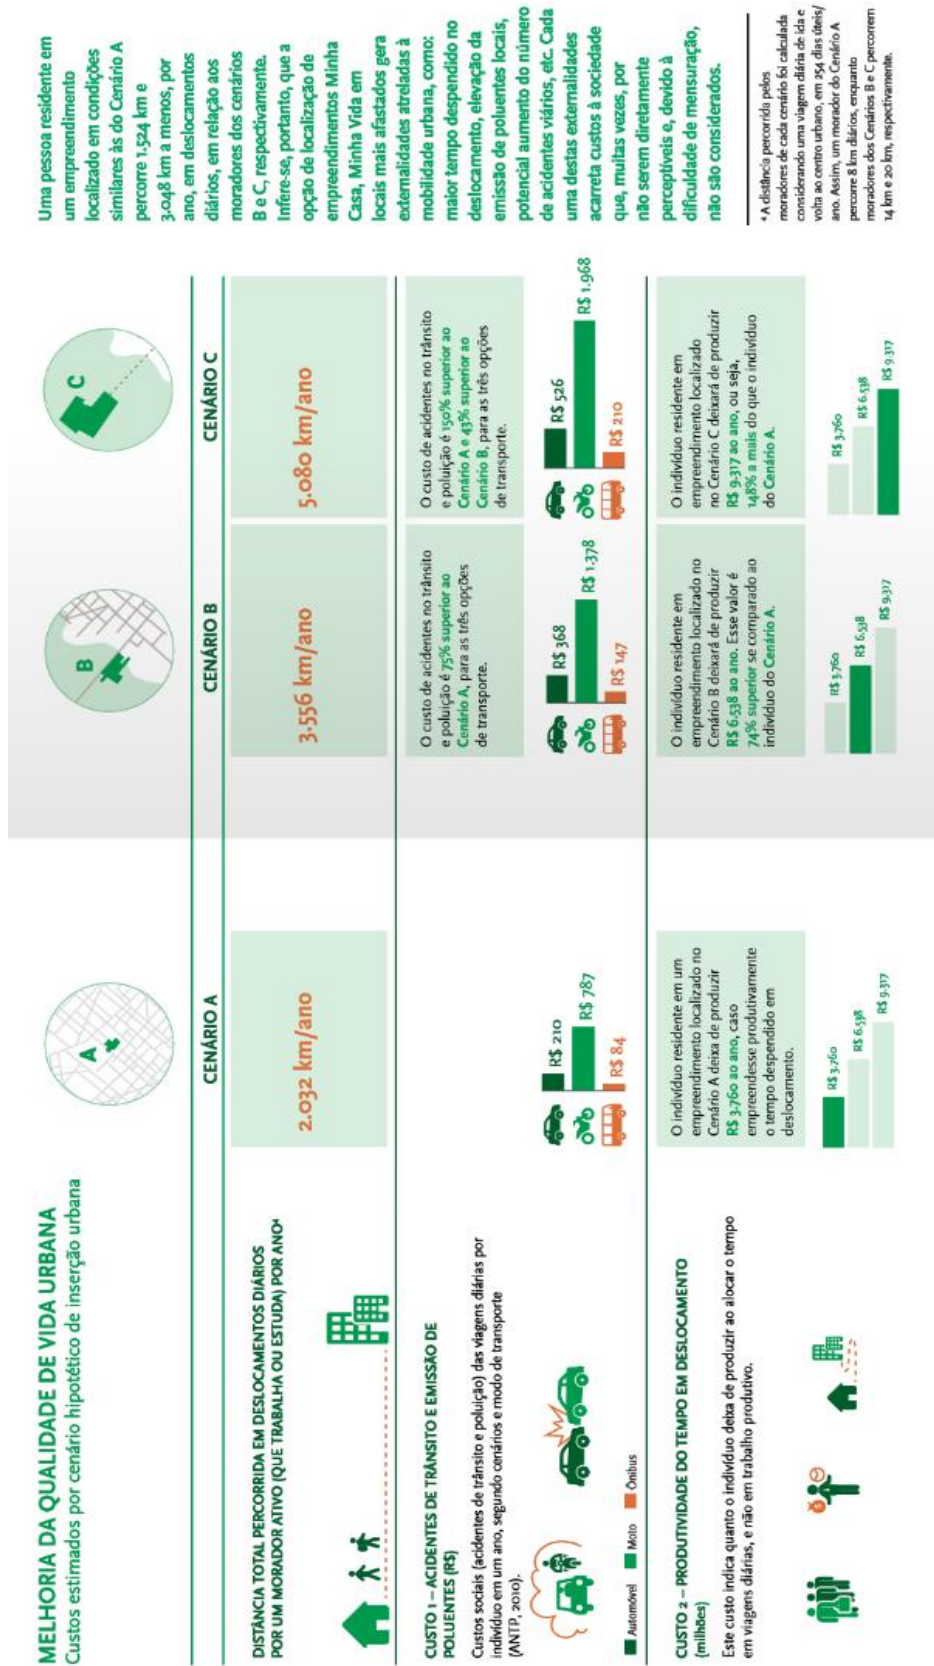 MELHORIA DA QUALIDADE DE VIDA URBANA
Custos estimados por cenário hipotético de inserção urbana
A
B
C
CENÁRIO A
CENÁRIO B
CENÁRIO C
DISTÂNCIA TOTAL PERCORRIDA EM DESLOCAMENTOS DIÁRIOS
POR UM MORADOR ATIVO (QUE TRABALHA OU ESTUDA) POR ANO*
2.032 km/ano
3.556 km/ano
5.080 km/ano
CUSTO 1 – ACIDENTES DE TRÂNSITO E EMISSÃO DE
POLUENTES (R$)
Custos sociais (acidentes de trânsito e poluição) das viagens diárias por
indivíduo em um ano, segundo cenários e modo de transporte
(ANTP, 2010).
Automóvel
Moto
Ônibus
R$ 210
R$ 787
R$ 84
O custo de acidentes no trânsito
e poluição é 75% superior ao
Cenário A, para as três opções
de transporte.
R$ 368
R$ 1.378
R$ 147
O custo de acidentes no trânsito
e poluição é 150% superior ao
Cenário A e 43% superior ao
Cenário B, para as três opções
de transporte.
R$ 526
R$ 1.968
R$ 210
CUSTO 2 – PRODUTIVIDADE DO TEMPO EM DESLOCAMENTO
(milhões)
Este custo indica quanto o indivíduo deixa de produzir ao alocar o tempo
em viagens diárias, e não em trabalho produtivo.
O indivíduo residente em um
empreendimento localizado no
Cenário A deixa de produzir
R$ 3.760 ao ano, caso
empreendesse produtivamente
o tempo despendido em
deslocamento.
R$ 3.760
R$ 6.538
R$ 9.317
O indivíduo residente em
empreendimento localizado no
Cenário B deixará de produzir
R$ 6.538 ao ano. Esse valor é
74% superior se comparado ao
indivíduo do Cenário A.
R$ 3.760
R$ 6.538
R$ 9.317
O indivíduo residente em
empreendimento localizado
no Cenário C deixará de produzir
R$ 9.317 ao ano, ou seja,
148% a mais do que o indivíduo
do Cenário A.
R$ 3.760
R$ 6.538
R$ 9.317
Uma pessoa residente em
um empreendimento
localizado em condições
similares às do Cenário A
percorre 1.524 km e
3.048 km a menos, por
ano, em deslocamentos
diários, em relação aos
moradores dos cenários
B e C, respectivamente.
Infere-se, portanto, que a
opção de localização de
empreendimentos Minha
Casa, Minha Vida em
locais mais afastados gera
externalidades atreladas à
mobilidade urbana, como:
maior tempo despendido no
deslocamento, elevação da
emissão de poluentes locais,
potencial aumento do número
de acidentes viários, etc. Cada
uma destas externalidades
acarreta custos à sociedade
que, muitas vezes, por
não serem diretamente
perceptíveis e, devido à
dificuldade de mensuração,
não são considerados.
* A distância percorrida pelos
moradores de cada cenário foi calculada
considerando uma viagem diária de ida e
volta ao centro urbano, em 254 dias úteis/
ano. Assim, um morador do Cenário A
percorre 8 km diários, enquanto
moradores dos Cenários B e C percorrem
14 km e 20 km, respectivamente.